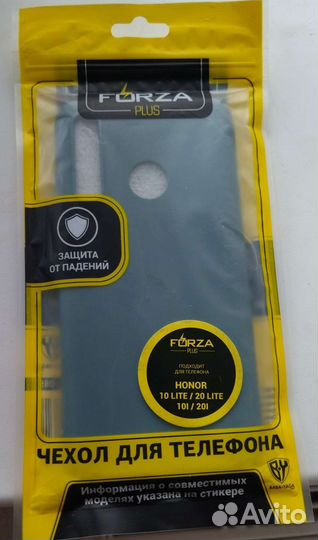 FORZA
PLUS
ЗАЩИТА
ОТ ПАДЕНИЙ
FORZA
PLUS
ПОДХОДИТ
ДЛЯ ТЕЛЕФОНА
HONOR
10 LITE / 20 LITE
10I / 20I
ЧЕХОЛ ДЛЯ ТЕЛЕФОНА
Информация о совместимых
моделях указана на стикере
BY
Avito